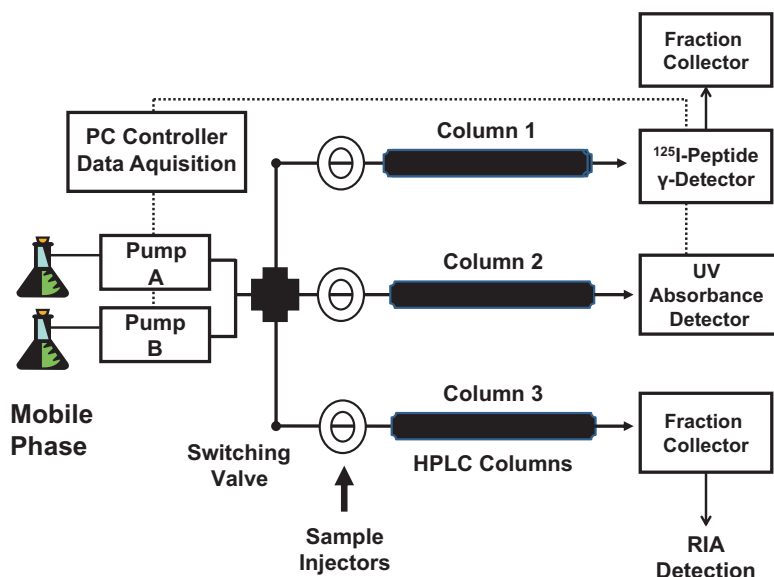 Fraction
Collector
PC Controller
Data Aquisition
Column 1
¹²⁵I-Peptide
γ-Detector
Pump
A
Column 2
UV
Absorbance
Detector
Pump
B
Mobile
Phase
Column 3
Fraction
Collector
Switching
Valve
HPLC Columns
Sample
Injectors
RIA
Detection